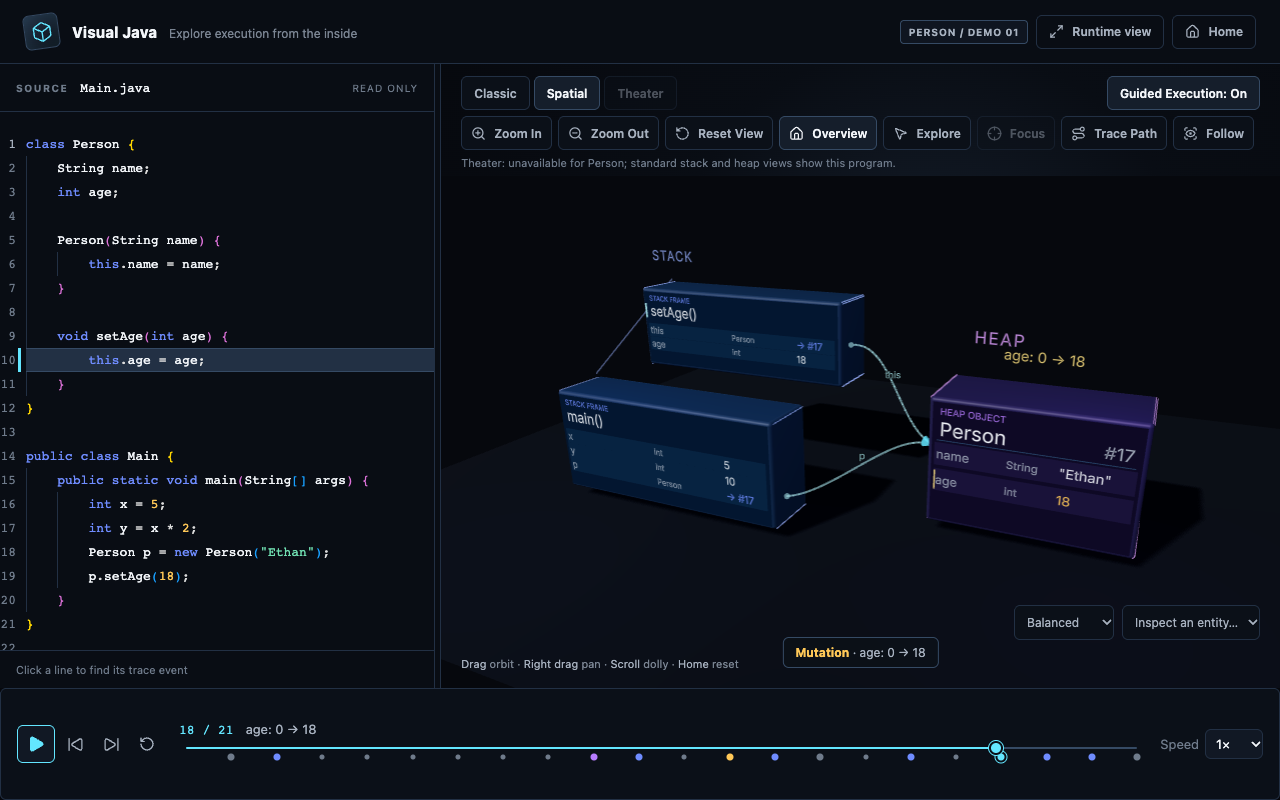 Visual Java Explore execution from the inside
PERSON / DEMO 01
Runtime view
Home
SOURCE Main.java
READ ONLY
1 class Person {
2 String name;
3 int age;
4
5 Person(String name) {
6 this.name = name;
7 }
8
9 void setAge(int age) {
10 this.age = age;
11 }
12 }
13
14 public class Main {
15 public static void main(String[] args) {
16 int x = 5;
17 int y = x * 2;
18 Person p = new Person("Ethan");
19 p.setAge(18);
20 }
21 }
22
Click a line to find its trace event
Classic
Spatial
Theater
Guided Execution: On
Zoom In
Zoom Out
Reset View
Overview
Explore
Focus
Trace Path
Follow
Theater: unavailable for Person; standard stack and heap views show this program.
STACK
STACK FRAME
setAge()
this Person → #17
age int 18
STACK FRAME
main()
x int 5
y int 10
p Person → #17
this
p
HEAP
age: 0 → 18
HEAP OBJECT
Person #17
name String "Ethan"
age int 18
Balanced
Inspect an entity...
Mutation · age: 0 → 18
Drag orbit · Right drag pan · Scroll dolly · Home reset
18 / 21 age: 0 → 18
Speed 1×